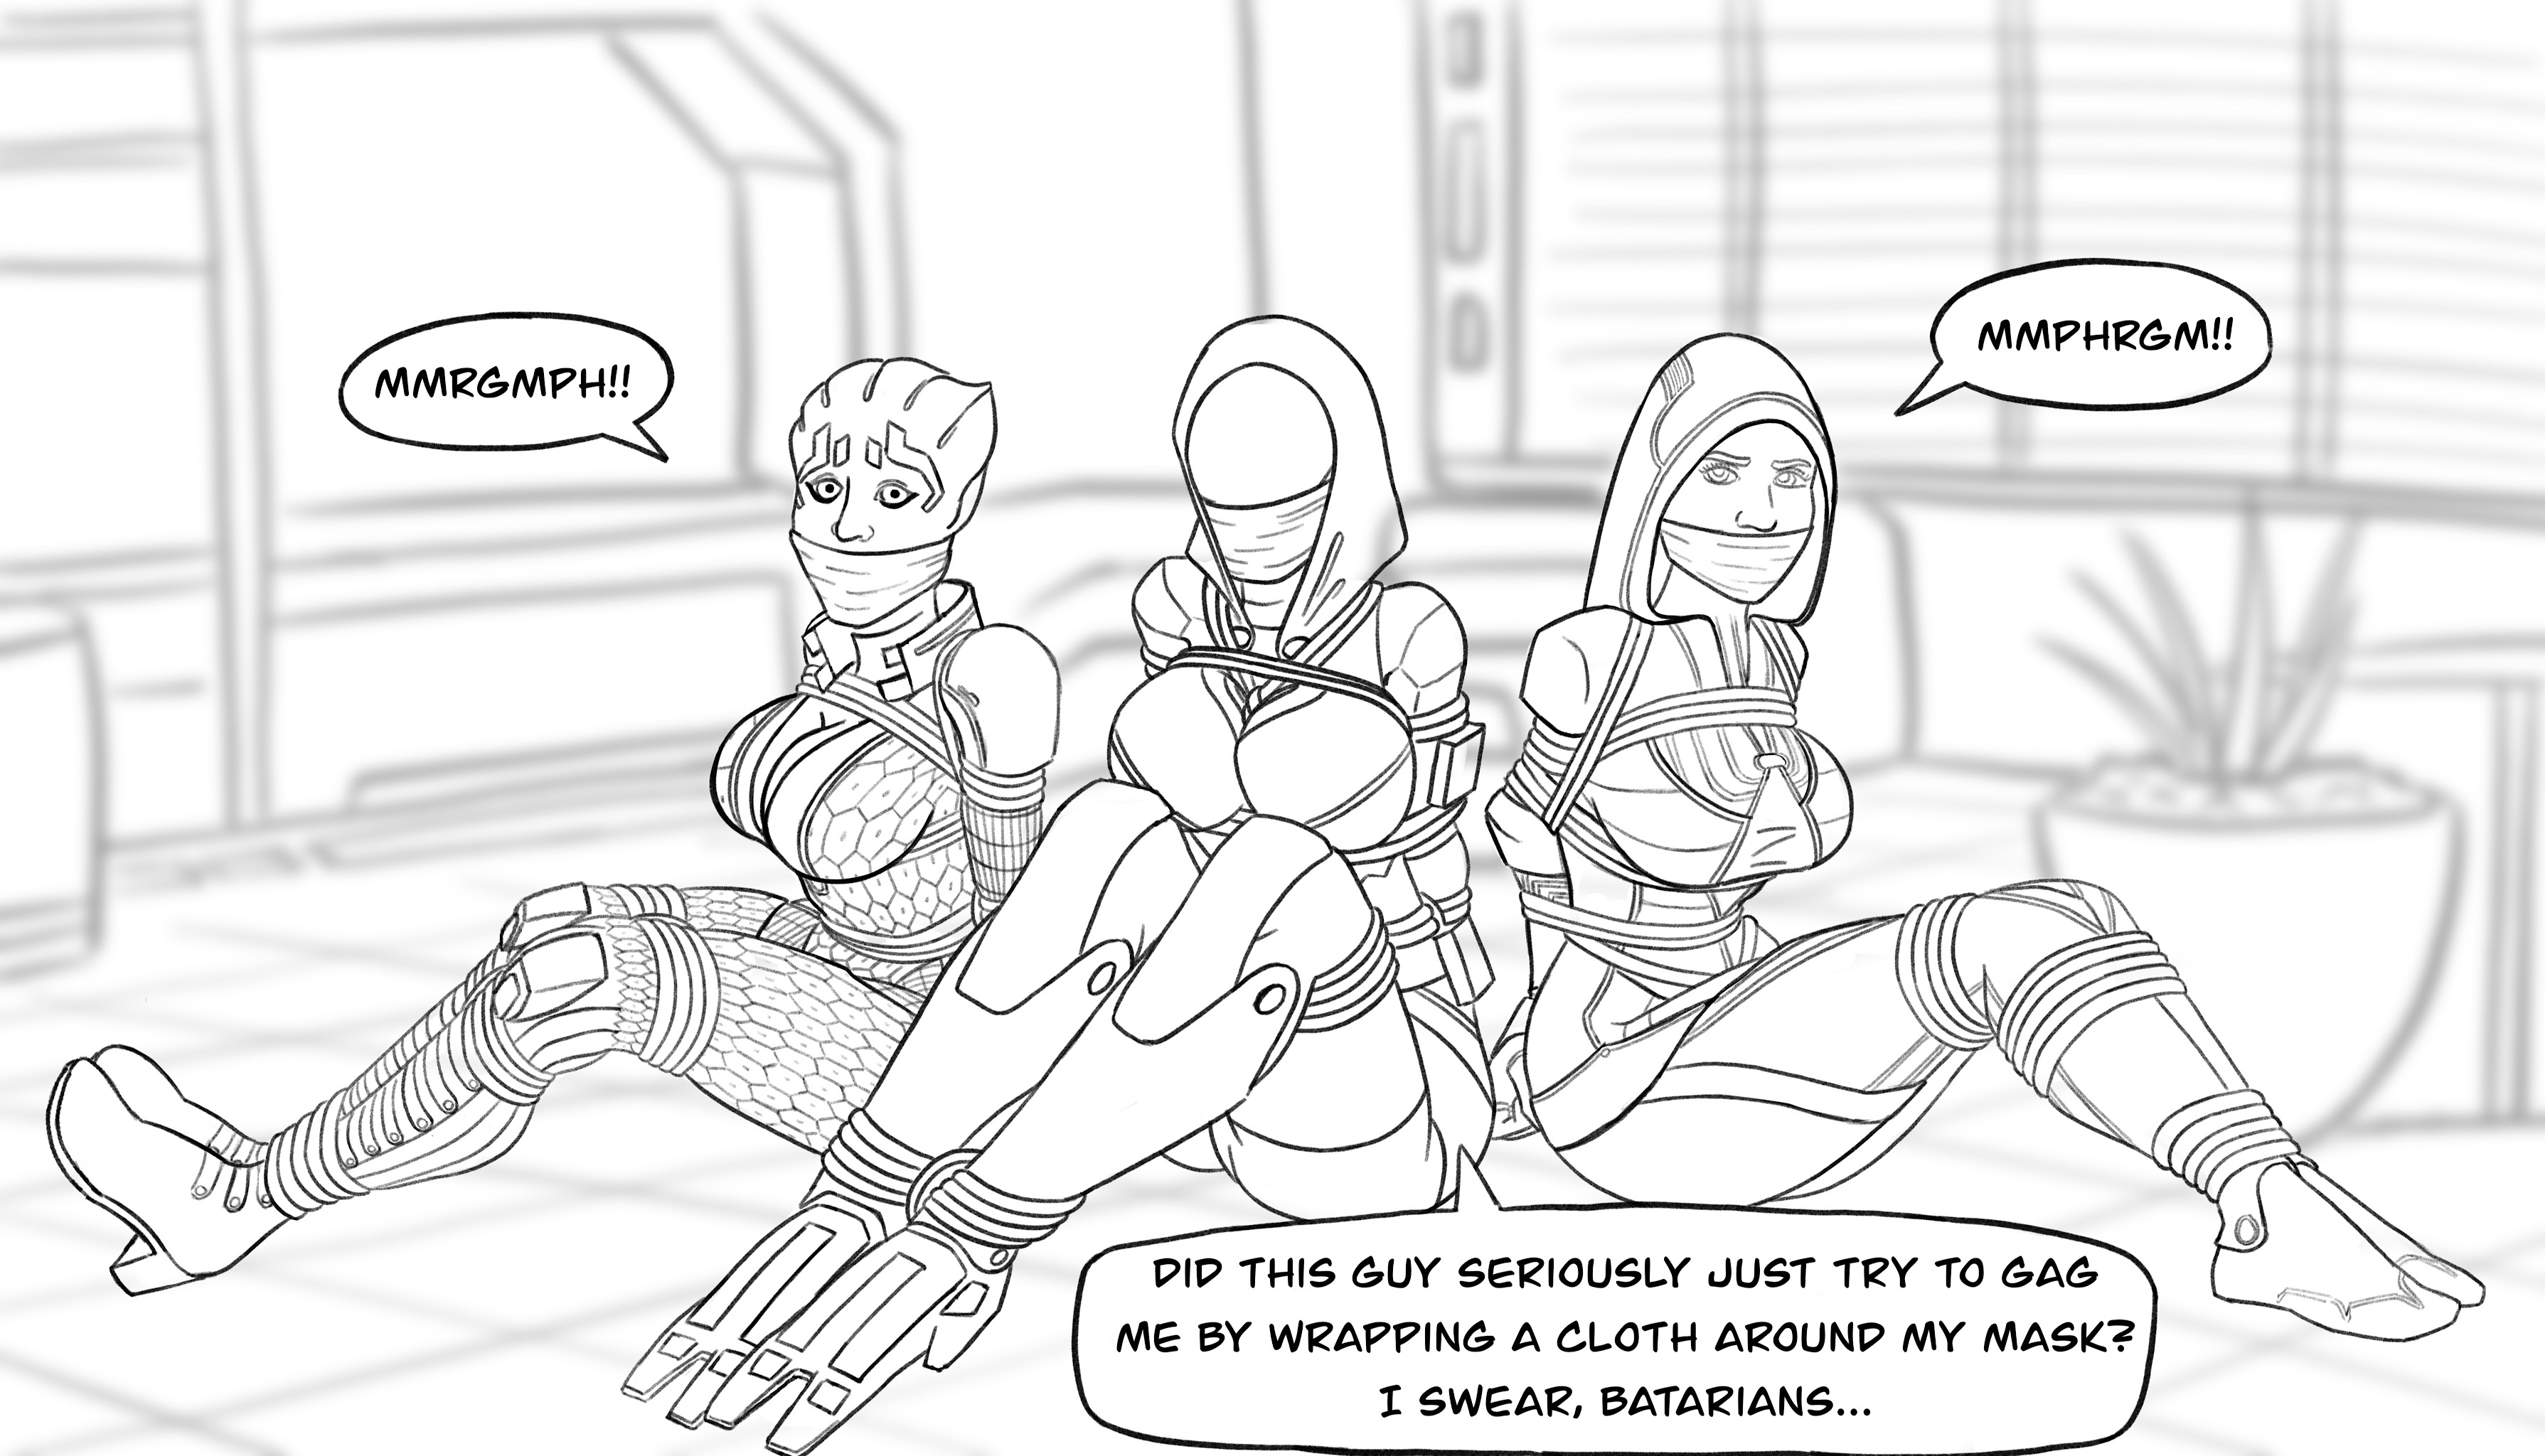 MMRGMPH!!
MMPHRGM!!
DID THIS GUY SERIOUSLY JUST TRY TO GAG
ME BY WRAPPING A CLOTH AROUND MY MASK?
I SWEAR, BATARIANS...